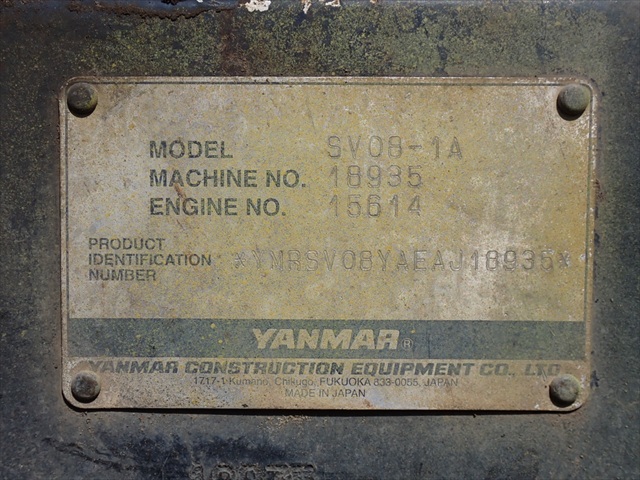 MODEL SV08-1A
MACHINE NO. 18935
ENGINE NO. 15614
PRODUCT IDENTIFICATION NUMBER *YNRSV08YAEAJ18935*
YANMAR®
YANMAR CONSTRUCTION EQUIPMENT CO., LTD.
1717-1 Kumano, Chikugo, FUKUOKA 833-0055, JAPAN
MADE IN JAPAN